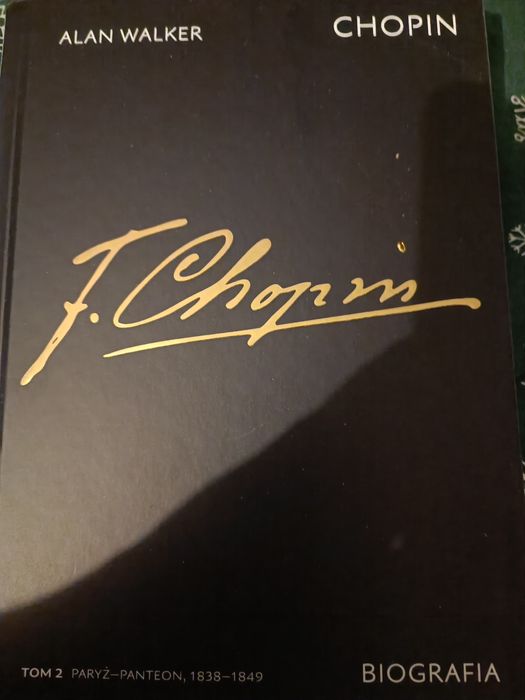 ALAN WALKER
CHOPIN
F. Chopin
TOM 2 PARYŻ–PANTEON, 1838–1849
BIOGRAFIA